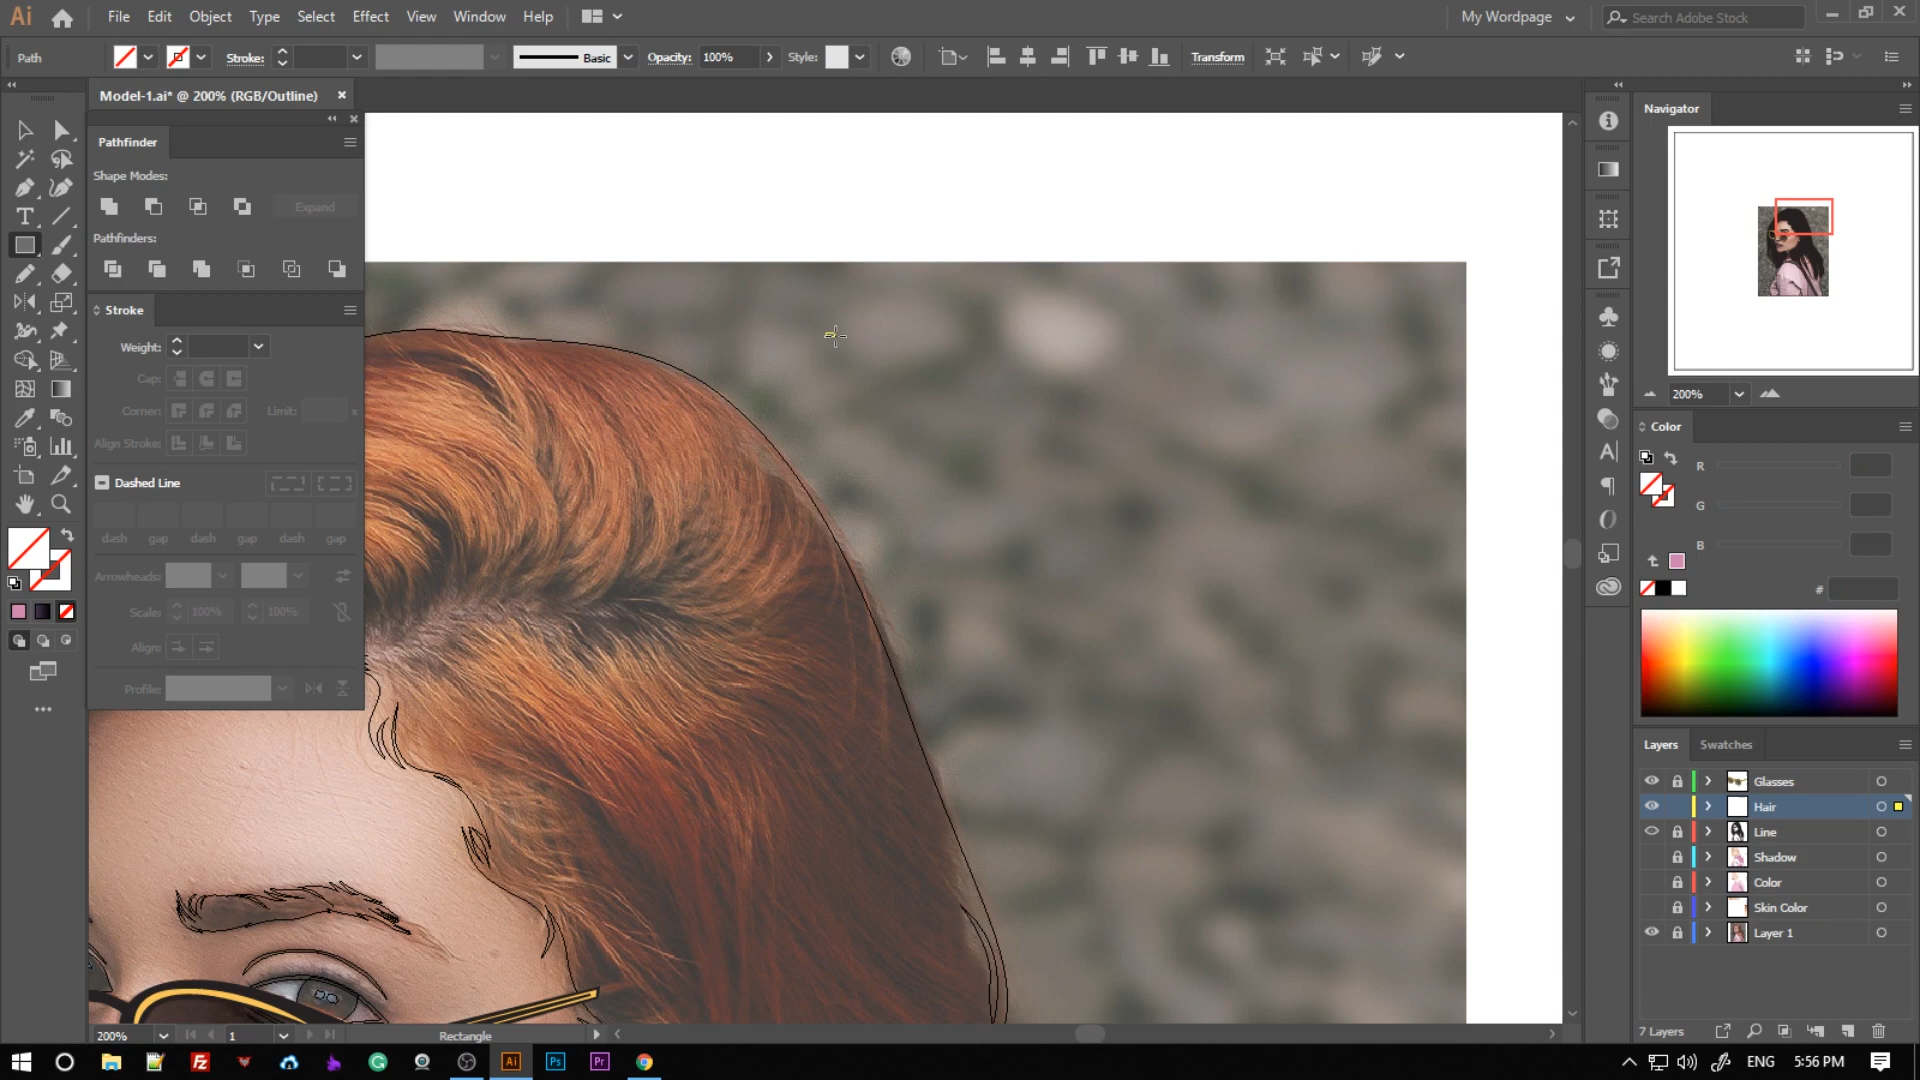 Ai File Edit Object Select Type Effect View Window Help My Wordpage Search Adobe Stock
Path Stroke: Basic Opacity: 100% Style: Transform
Model-1.ai* @ 200% (RGB/Outline)
Pathfinder
Shape Modes:
Expand
Pathfinders:
Stroke
Weight:
Cap:
Corner: Limit: x
Align Stroke:
Dashed Line
dash gap dash gap dash gap
Arrowheads:
Scale: 100% 100%
Align:
Profile:
Navigator
200%
Color
R
G
B
#
Layers Swatches
Glasses
Hair
Line
Shadow
Color
Skin Color
Layer 1
7 Layers
200% 1 Rectangle
Fz G Ai Ps Pr ENG 5:56 PM